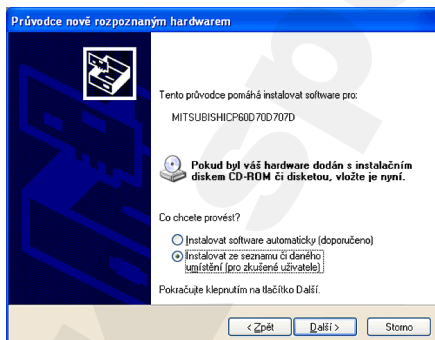 Průvodce nově rozpoznaným hardwarem
Tento průvodce pomáhá instalovat software pro:
MITSUBISHICP60D70D707D
Pokud byl váš hardware dodán s instalačním
diskem CD-ROM či disketou, vložte je nyní.
Co chcete provést?
Instalovat software automaticky (doporučeno)
Instalovat ze seznamu či daného
umístění (pro zkušené uživatele)
Pokračujte klepnutím na tlačítko Další.
< Zpět Další > Storno